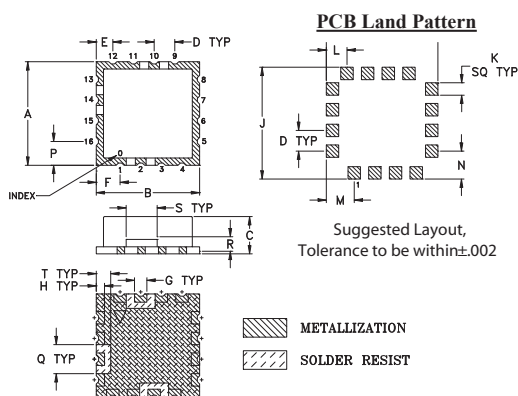 PCB Land Pattern
E
D TYP
12 11 10 9
A
13
14
15
16
8
7
6
5
P
0
1 2 3 4
INDEX
F
B
L
K
SQ TYP
J
D TYP
N
M
1
S TYP
R
C
Suggested Layout,
Tolerance to be within±.002
T TYP
H TYP
G TYP
Q TYP
METALLIZATION
SOLDER RESIST